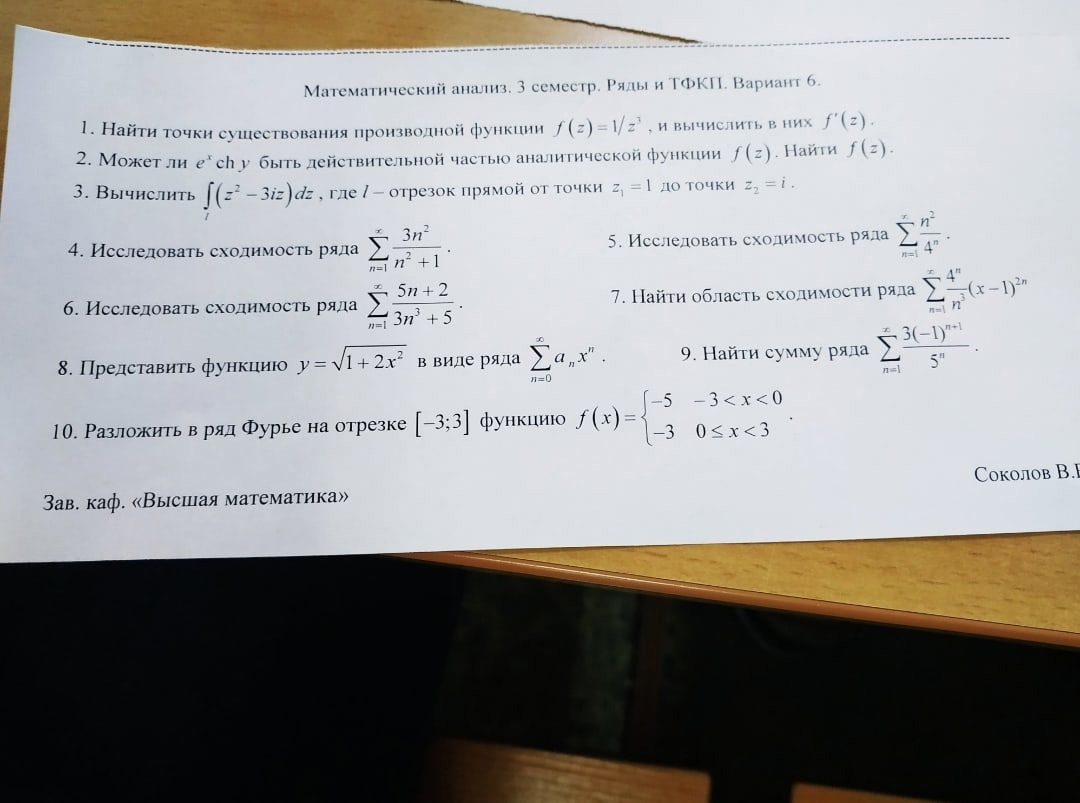 Математический анализ. 3 семестр. Ряды и ТФКП. Вариант 6.
1. Найти точки существования производной функции f(z)=1/z³, и вычислить в них f′(z).
2. Может ли eˣ ch y быть действительной частью аналитической функции f(z). Найти f(z).
3. Вычислить ∫_l (z² − 3iz)dz, где l – отрезок прямой от точки z₁ = 1 до точки z₂ = i.
4. Исследовать сходимость ряда ∑_{n=1}^{∞} 3n²/(n² + 1). 5. Исследовать сходимость ряда ∑_{n=1}^{∞} n²/4ⁿ.
6. Исследовать сходимость ряда ∑_{n=1}^{∞} (5n + 2)/(3n³ + 5). 7. Найти область сходимости ряда ∑_{n=1}^{∞} 4ⁿ/n³ (x−1)²ⁿ
8. Представить функцию y = √(1 + 2x²) в виде ряда ∑_{n=0}^{∞} aₙxⁿ. 9. Найти сумму ряда ∑_{n=1}^{∞} 3(−1)ⁿ⁺¹/5ⁿ.
10. Разложить в ряд Фурье на отрезке [−3;3] функцию f(x) = { −5 −3 < x < 0 ; −3 0 ≤ x < 3 .
Соколов В.
Зав. каф. «Высшая математика»